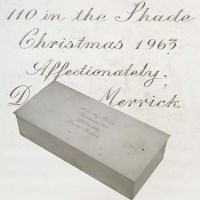 110 in the Shade
Christmas 1963
Affectionately,
D Merrick